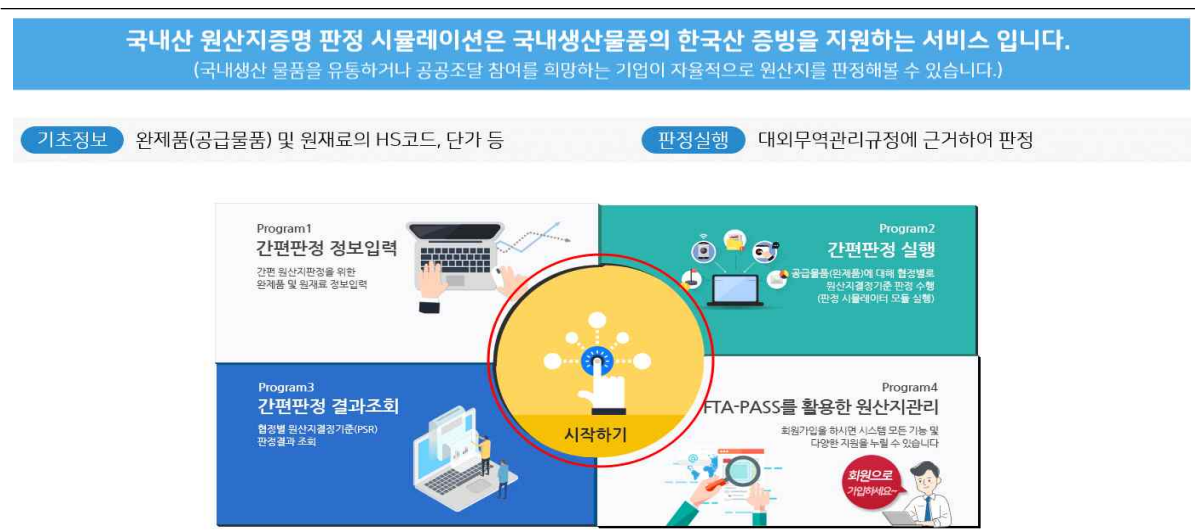 국내산 원산지증명 판정 시뮬레이션은 국내생산물품의 한국산 증빙을 지원하는 서비스 입니다.
(국내생산 물품을 유통하거나 공공조달 참여를 희망하는 기업이 자율적으로 원산지를 판정해볼 수 있습니다.)
기초정보 완제품(공급물품) 및 원재료의 HS코드, 단가 등
판정실행 대외무역관리규정에 근거하여 판정
Program1
간편판정 정보입력
간편 원산지판정을 위한
완제품 및 원재료 정보입력
Program2
간편판정 실행
공급물품(완제품)에 대해 협정별로
원산지결정기준 판정 수행
(판정 시뮬레이터 모듈 실행)
시작하기
Program3
간편판정 결과조회
협정별 원산지결정기준(PSR)
판정결과 조회
Program4
FTA-PASS를 활용한 원산지관리
회원가입을 하시면 시스템 모든 기능 및
다양한 지원을 누릴 수 있습니다
회원으로
가입하세요~